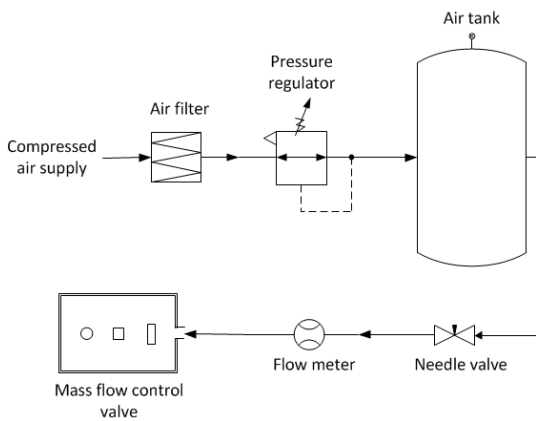 Air tank
Pressure
regulator
Air filter
Compressed
air supply
Flow meter
Needle valve
Mass flow control
valve